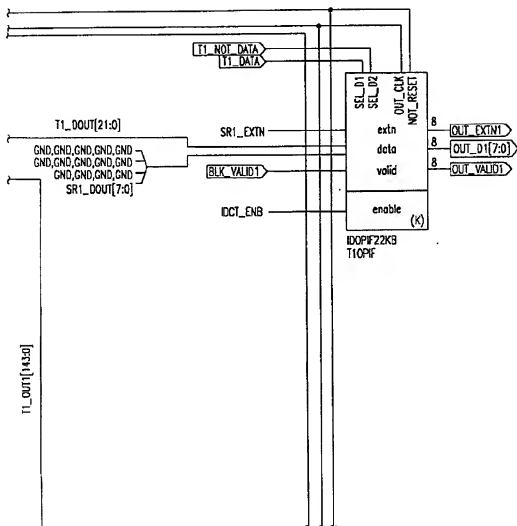 T1_NOT_DATA
T1_DATA
SEL_D1
SEL_D2
OUT_CLK
NOT_RESET
T1_DOUT[21:0]
SR1_EXTN
extn
8
OUT_EXTN1
GND,GND,GND,GND,GND
data
8
OUT_D1[7:0]
GND,GND,GND,GND,GND
GND,GND,GND,GND
BLK_VALID1
valid
8
OUT_VALID1
SR1_DOUT[7:0]
IDCT_ENB
enable
(K)
IDOPIF22KB
T1OPIF
T1_OUT1[143:0]